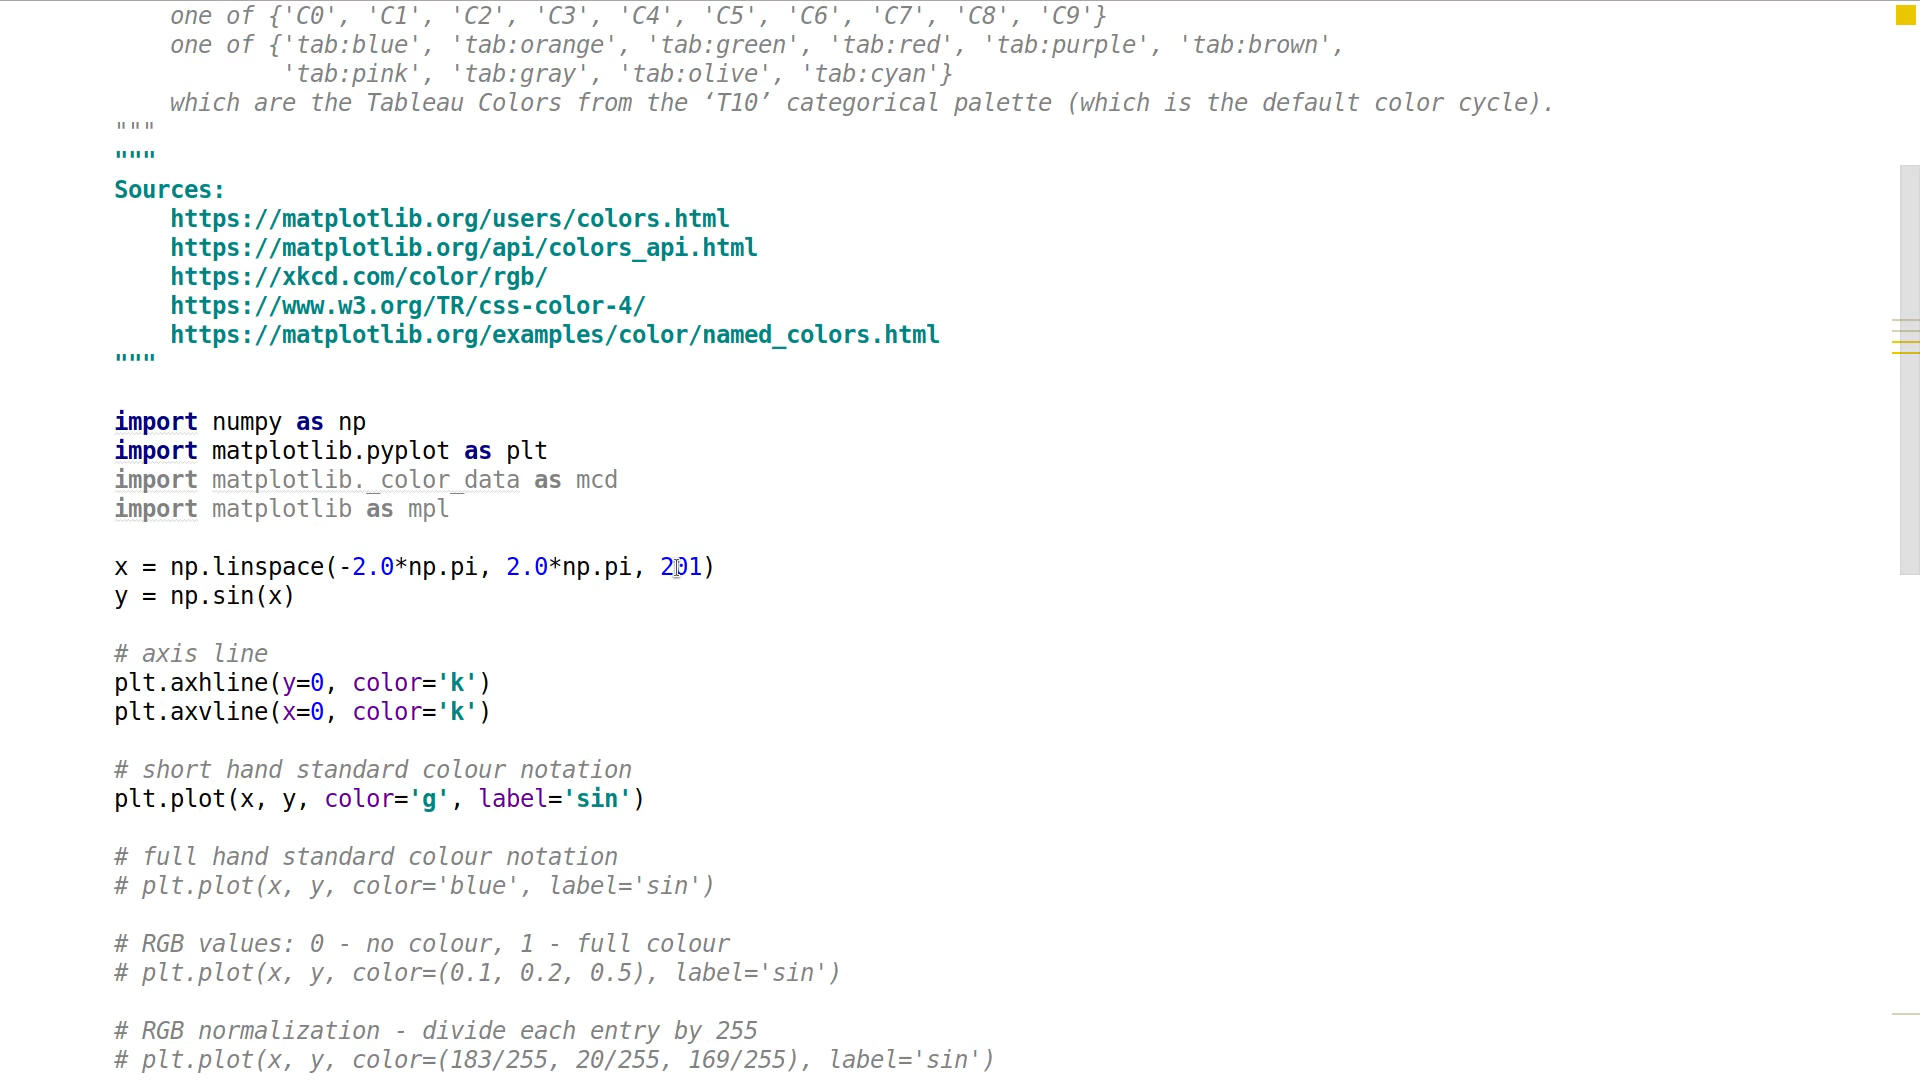 one of {'C0', 'C1', 'C2', 'C3', 'C4', 'C5', 'C6', 'C7', 'C8', 'C9'}
one of {'tab:blue', 'tab:orange', 'tab:green', 'tab:red', 'tab:purple', 'tab:brown',
'tab:pink', 'tab:gray', 'tab:olive', 'tab:cyan'}
which are the Tableau Colors from the ‘T10’ categorical palette (which is the default color cycle).
"""
"""
Sources:
https://matplotlib.org/users/colors.html
https://matplotlib.org/api/colors_api.html
https://xkcd.com/color/rgb/
https://www.w3.org/TR/css-color-4/
https://matplotlib.org/examples/color/named_colors.html
"""
import numpy as np
import matplotlib.pyplot as plt
import matplotlib._color_data as mcd
import matplotlib as mpl
x = np.linspace(-2.0*np.pi, 2.0*np.pi, 201)
y = np.sin(x)
# axis line
plt.axhline(y=0, color='k')
plt.axvline(x=0, color='k')
# short hand standard colour notation
plt.plot(x, y, color='g', label='sin')
# full hand standard colour notation
# plt.plot(x, y, color='blue', label='sin')
# RGB values: 0 - no colour, 1 - full colour
# plt.plot(x, y, color=(0.1, 0.2, 0.5), label='sin')
# RGB normalization - divide each entry by 255
# plt.plot(x, y, color=(183/255, 20/255, 169/255), label='sin')